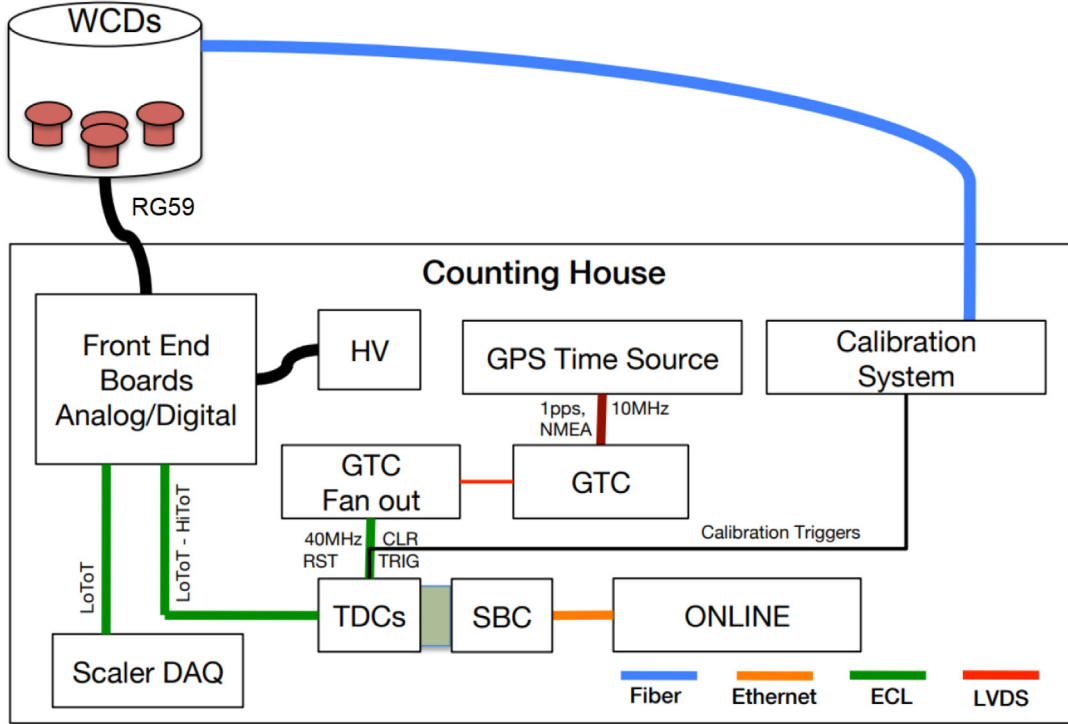 WCDs
RG59
Counting House
Front End
Boards
Analog/Digital
HV
GPS Time Source
Calibration
System
1pps,
NMEA
10MHz
GTC
Fan out
GTC
40MHz
RST
CLR
TRIG
Calibration Triggers
LoToT
LoToT - HiToT
TDCs
SBC
ONLINE
Scaler DAQ
Fiber
Ethernet
ECL
LVDS